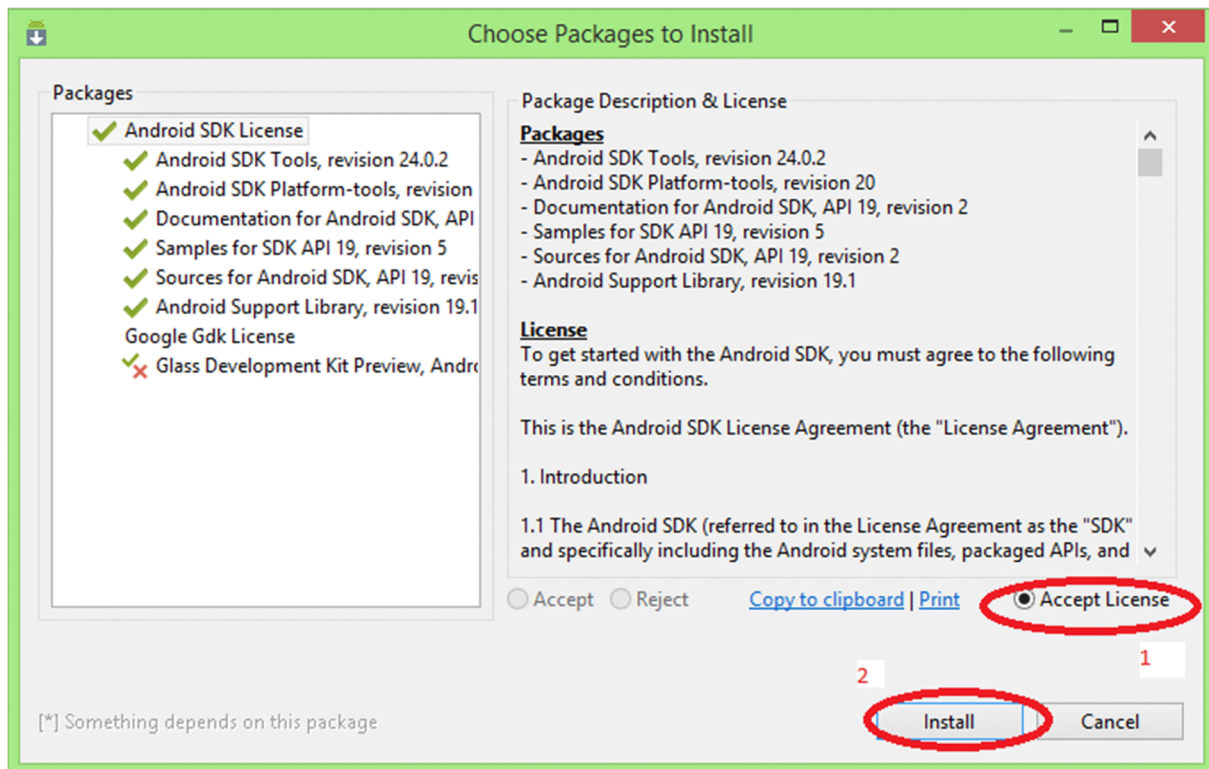 Choose Packages to Install
Packages
Android SDK License
Android SDK Tools, revision 24.0.2
Android SDK Platform-tools, revision
Documentation for Android SDK, API
Samples for SDK API 19, revision 5
Sources for Android SDK, API 19, revis
Android Support Library, revision 19.1
Google Gdk License
Glass Development Kit Preview, Andro
Package Description & License
Packages
- Android SDK Tools, revision 24.0.2
- Android SDK Platform-tools, revision 20
- Documentation for Android SDK, API 19, revision 2
- Samples for SDK API 19, revision 5
- Sources for Android SDK, API 19, revision 2
- Android Support Library, revision 19.1
License
To get started with the Android SDK, you must agree to the following
terms and conditions.
This is the Android SDK License Agreement (the "License Agreement").
1. Introduction
1.1 The Android SDK (referred to in the License Agreement as the "SDK"
and specifically including the Android system files, packaged APIs, and
Accept Reject Copy to clipboard | Print Accept License
1
2
[*] Something depends on this package
Install Cancel